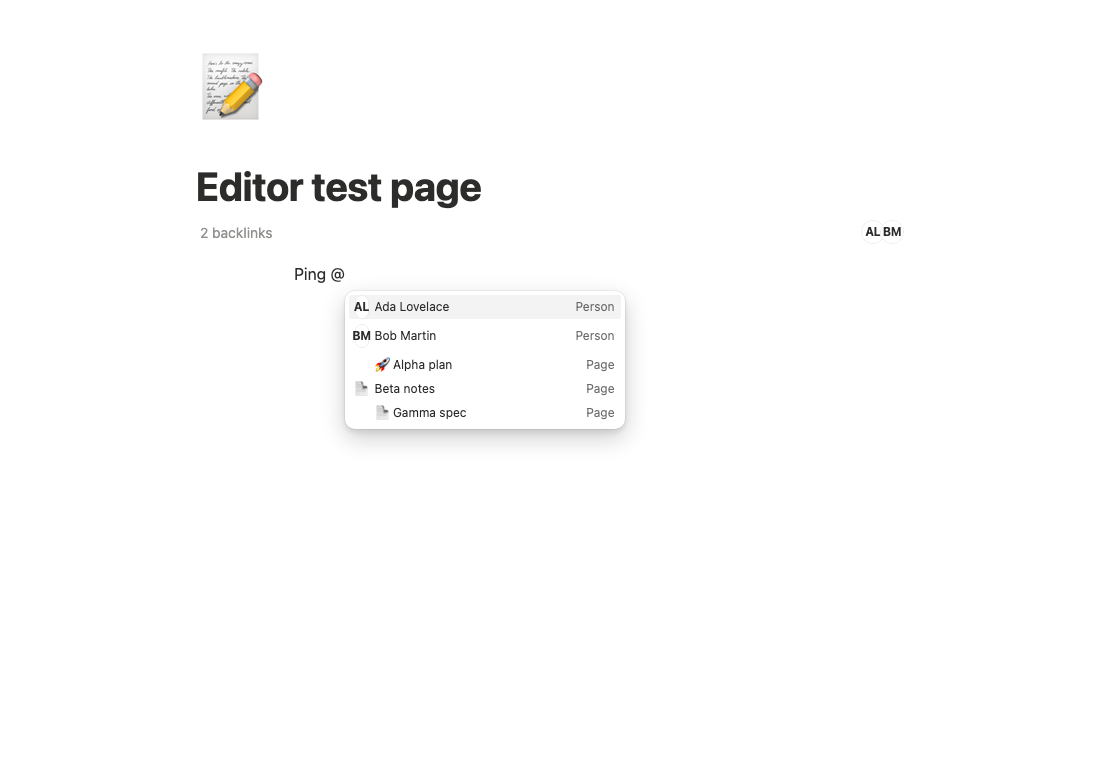 Editor test page
2 backlinks
AL BM
Ping @
AL Ada Lovelace Person
BM Bob Martin Person
Alpha plan Page
Beta notes Page
Gamma spec Page